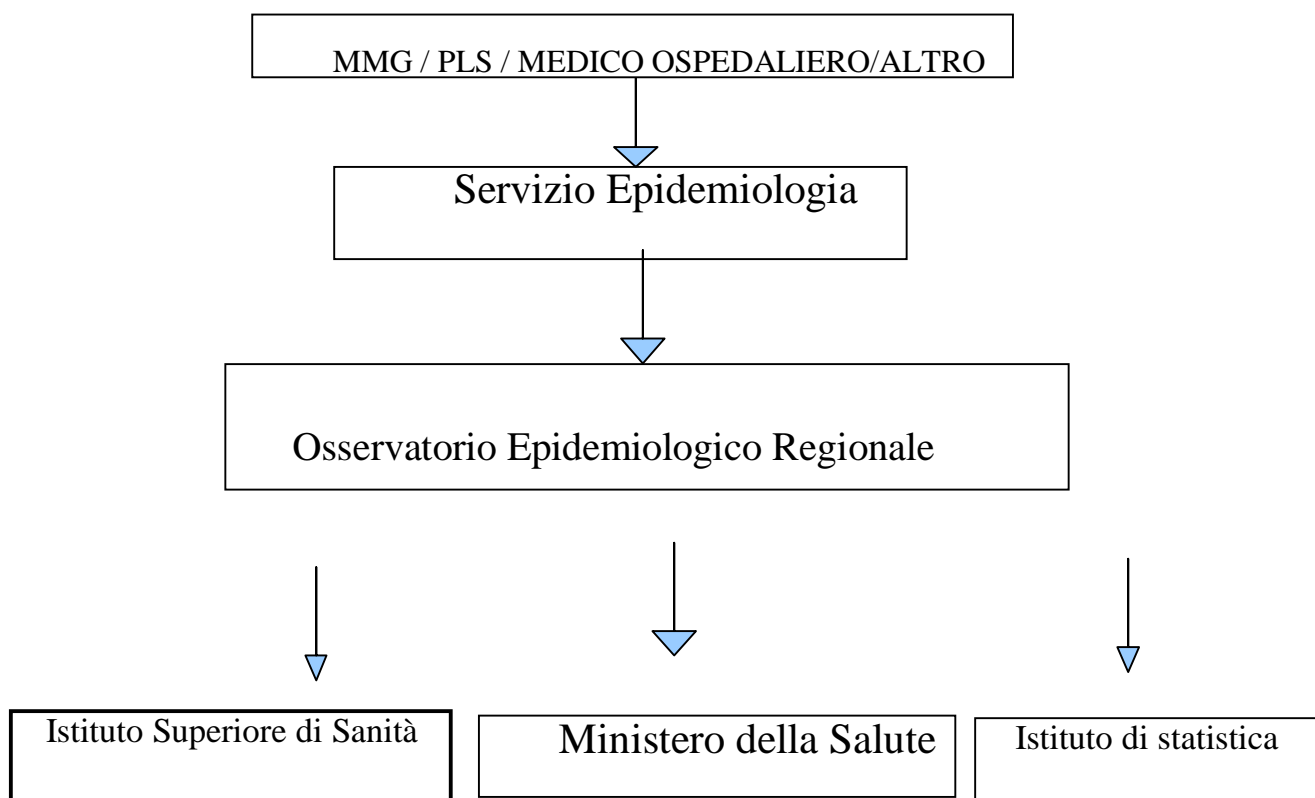 MMG / PLS / MEDICO OSPEDALIERO/ALTRO
Servizio Epidemiologia
Osservatorio Epidemiologico Regionale
Istituto Superiore di Sanità
Ministero della Salute
Istituto di statistica